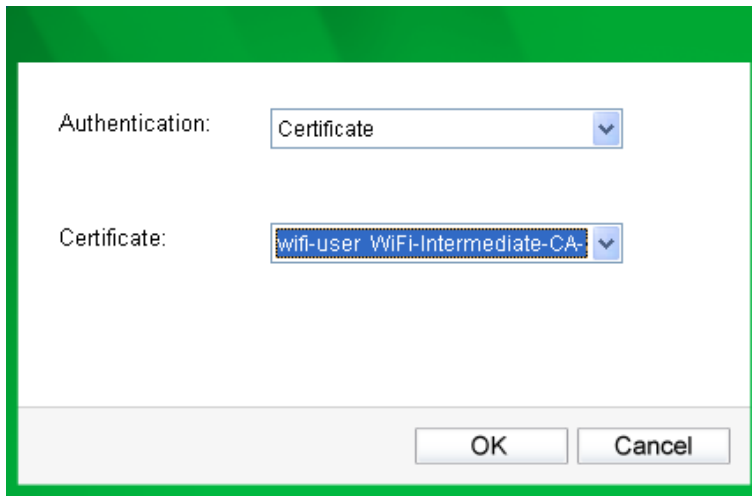 Authentication: Certificate
Certificate: wifi-user WiFi-Intermediate-CA-
OK Cancel